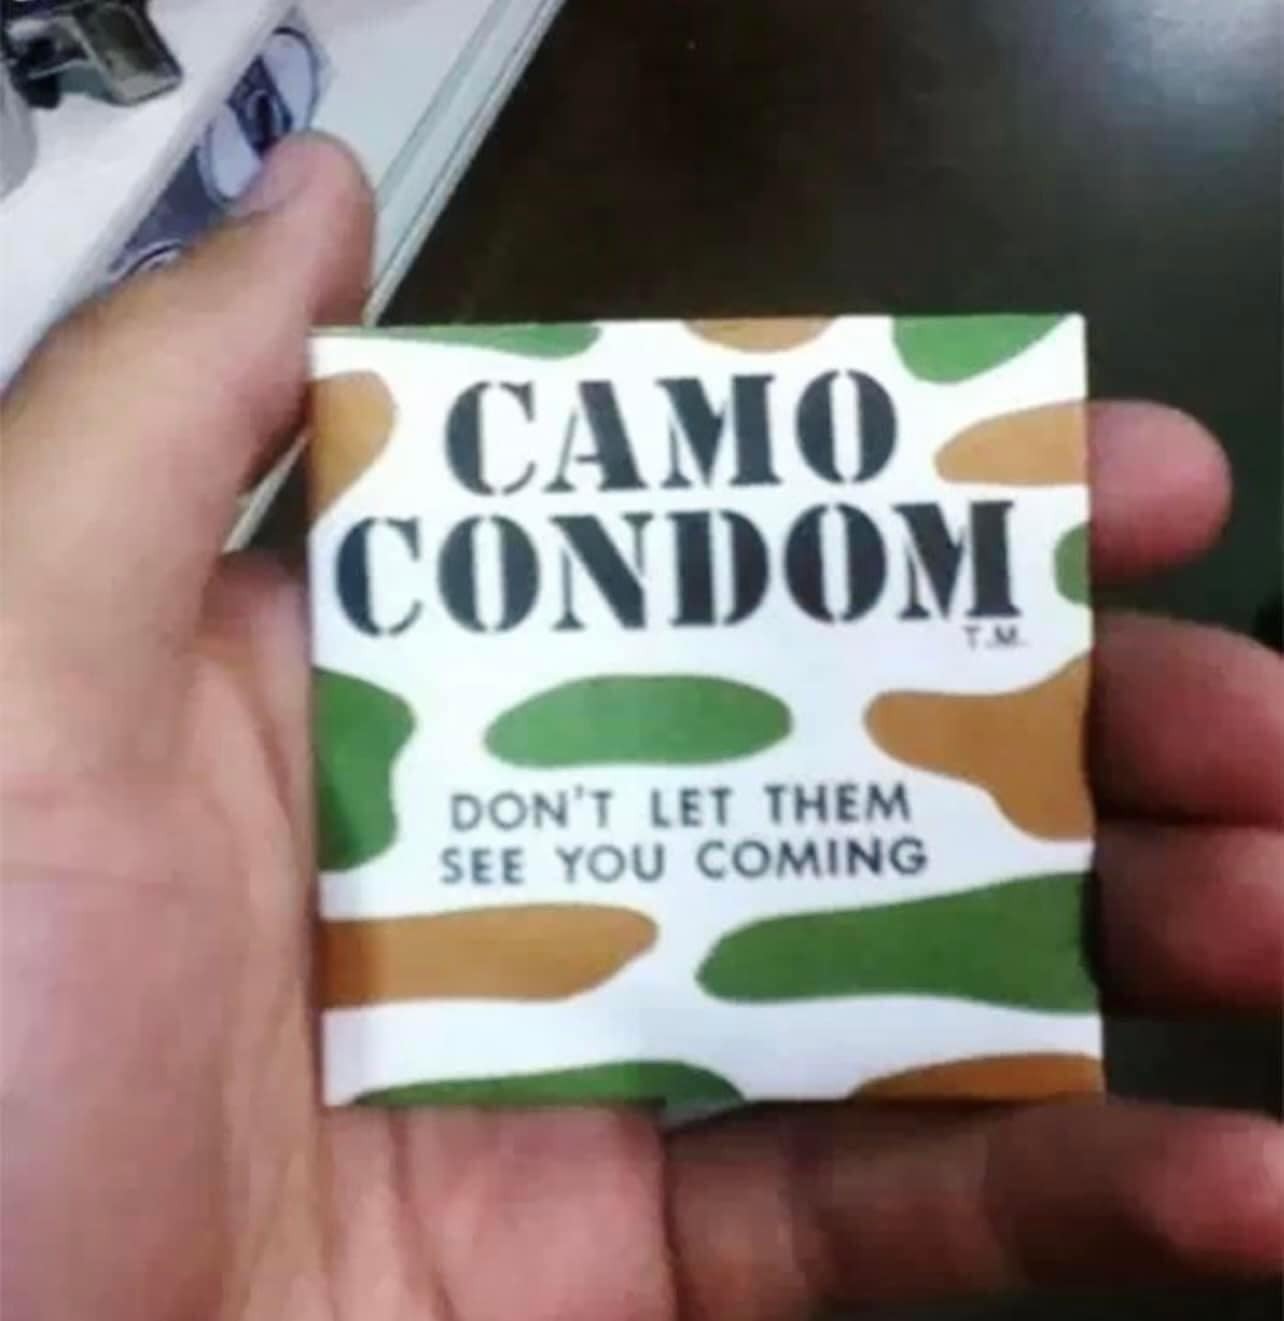 CAMO
CONDOM
T.M.
DON'T LET THEM
SEE YOU COMING